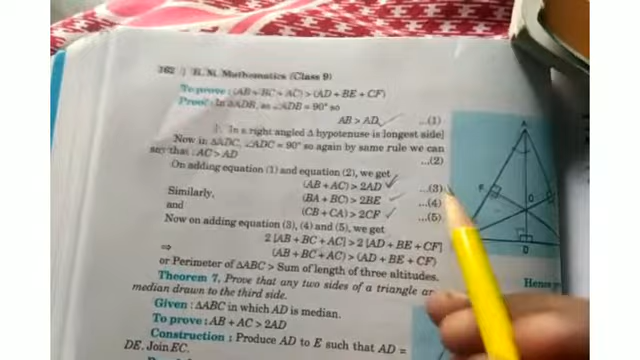 162 | B.M. Mathematics (Class 9)
To prove : (AB + BC + AC) > (AD + BE + CF)
Proof : In ΔADB, as ∠ADB = 90° so
AB > AD ...(1)
[. In a right angled Δ hypotenuse is longest side]
Now in ΔADC, ∠ADC = 90° so again by same rule we can
say that : AC > AD ...(2)
On adding equation (1) and equation (2), we get
(AB + AC) > 2AD ...(3)
Similarly, (BA + BC) > 2BE ...(4)
and (CB + CA) > 2CF ...(5)
Now on adding equation (3), (4) and (5), we get
2 [AB + BC + AC] > 2 [AD + BE + CF]
⇒ (AB + BC + AC) > (AD + BE + CF)
or Perimeter of ΔABC > Sum of length of three altitudes.
Theorem 7. Prove that any two sides of a triangle ar
median drawn to the third side.
Given : ΔABC in which AD is median.
To prove : AB + AC > 2AD
Construction : Produce AD to E such that AD =
DE. Join EC.
A
F
O
D
Hence